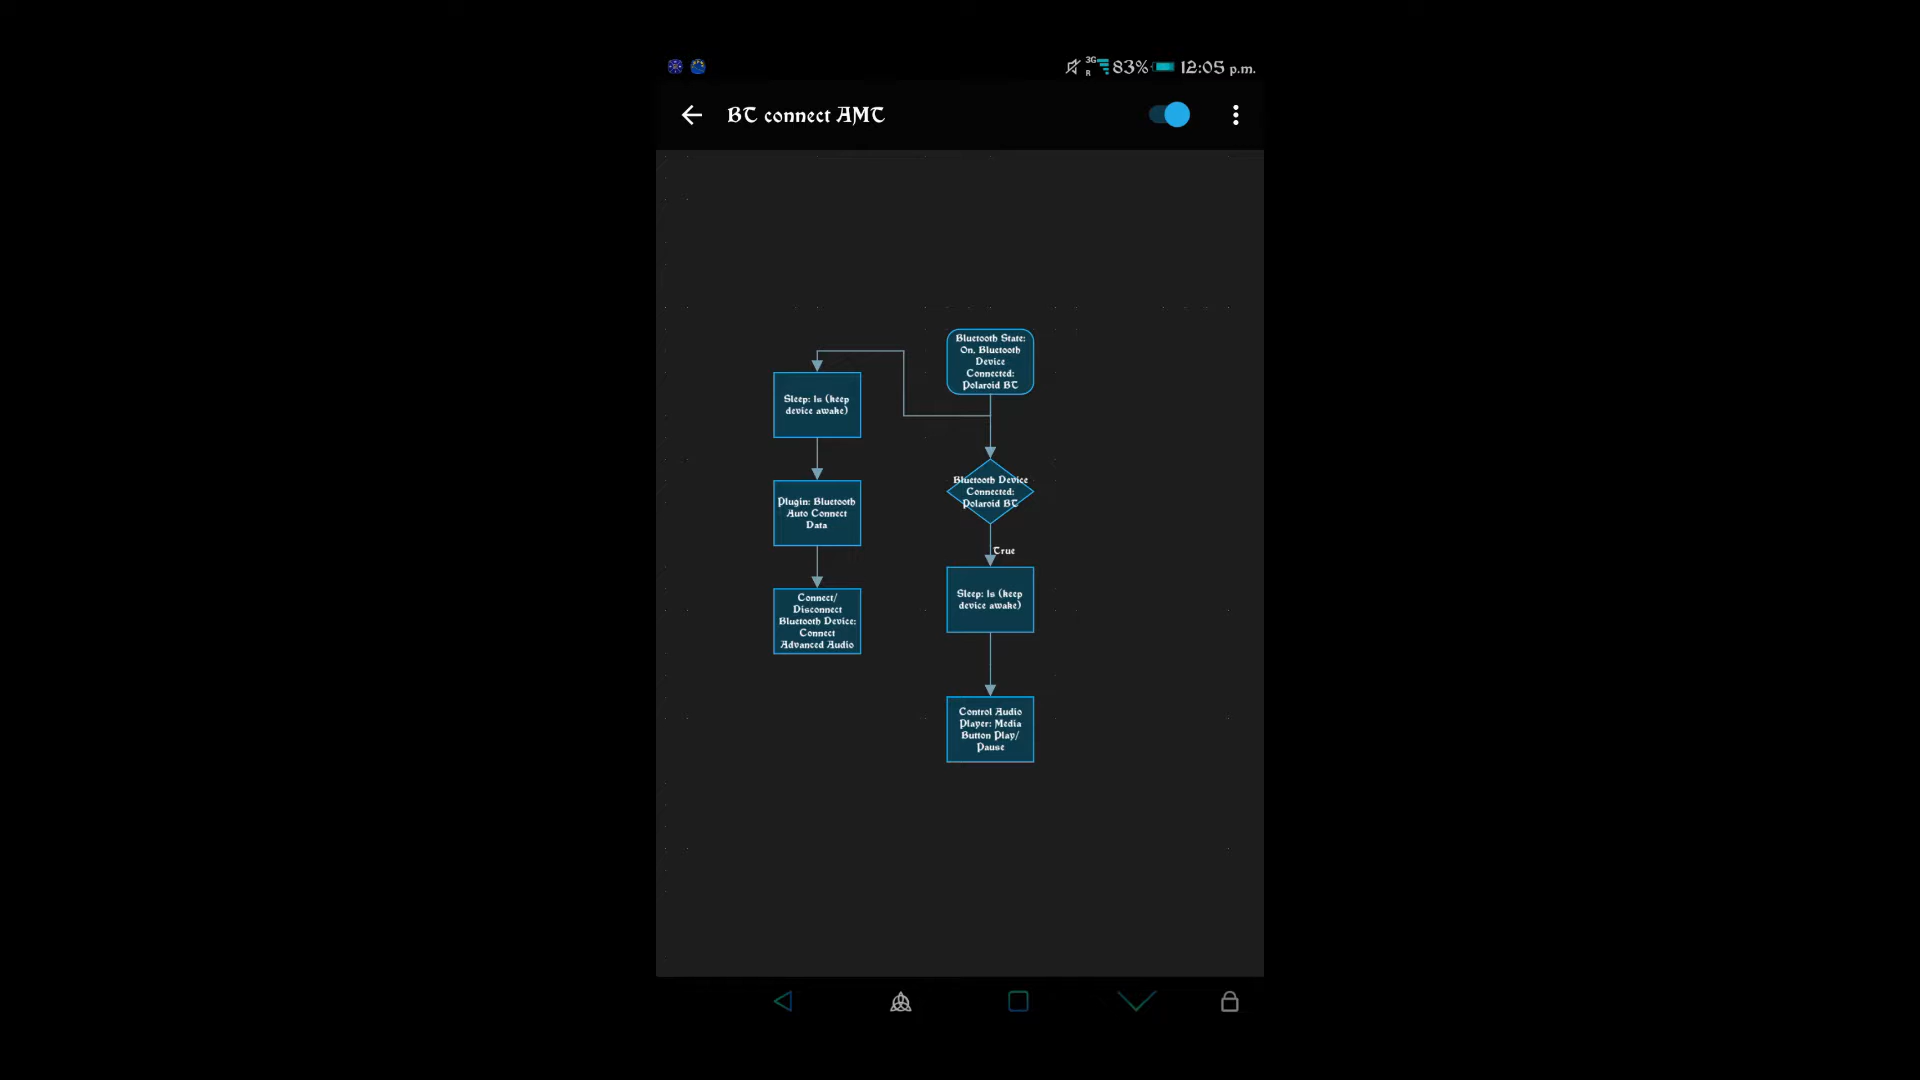 3G
R
83%
12:05 p.m.
BT connect AMT
Bluetooth State:
On, Bluetooth
Device
Connected:
Polaroid BT
Sleep: 1s (keep
device awake)
Bluetooth Device
Connected:
Polaroid BT
Plugin: Bluetooth
Auto Connect
Data
True
Sleep: 1s (keep
device awake)
Connect/
Disconnect
Bluetooth Device:
Connect
Advanced Audio
Control Audio
Player: Media
Button Play/
Pause